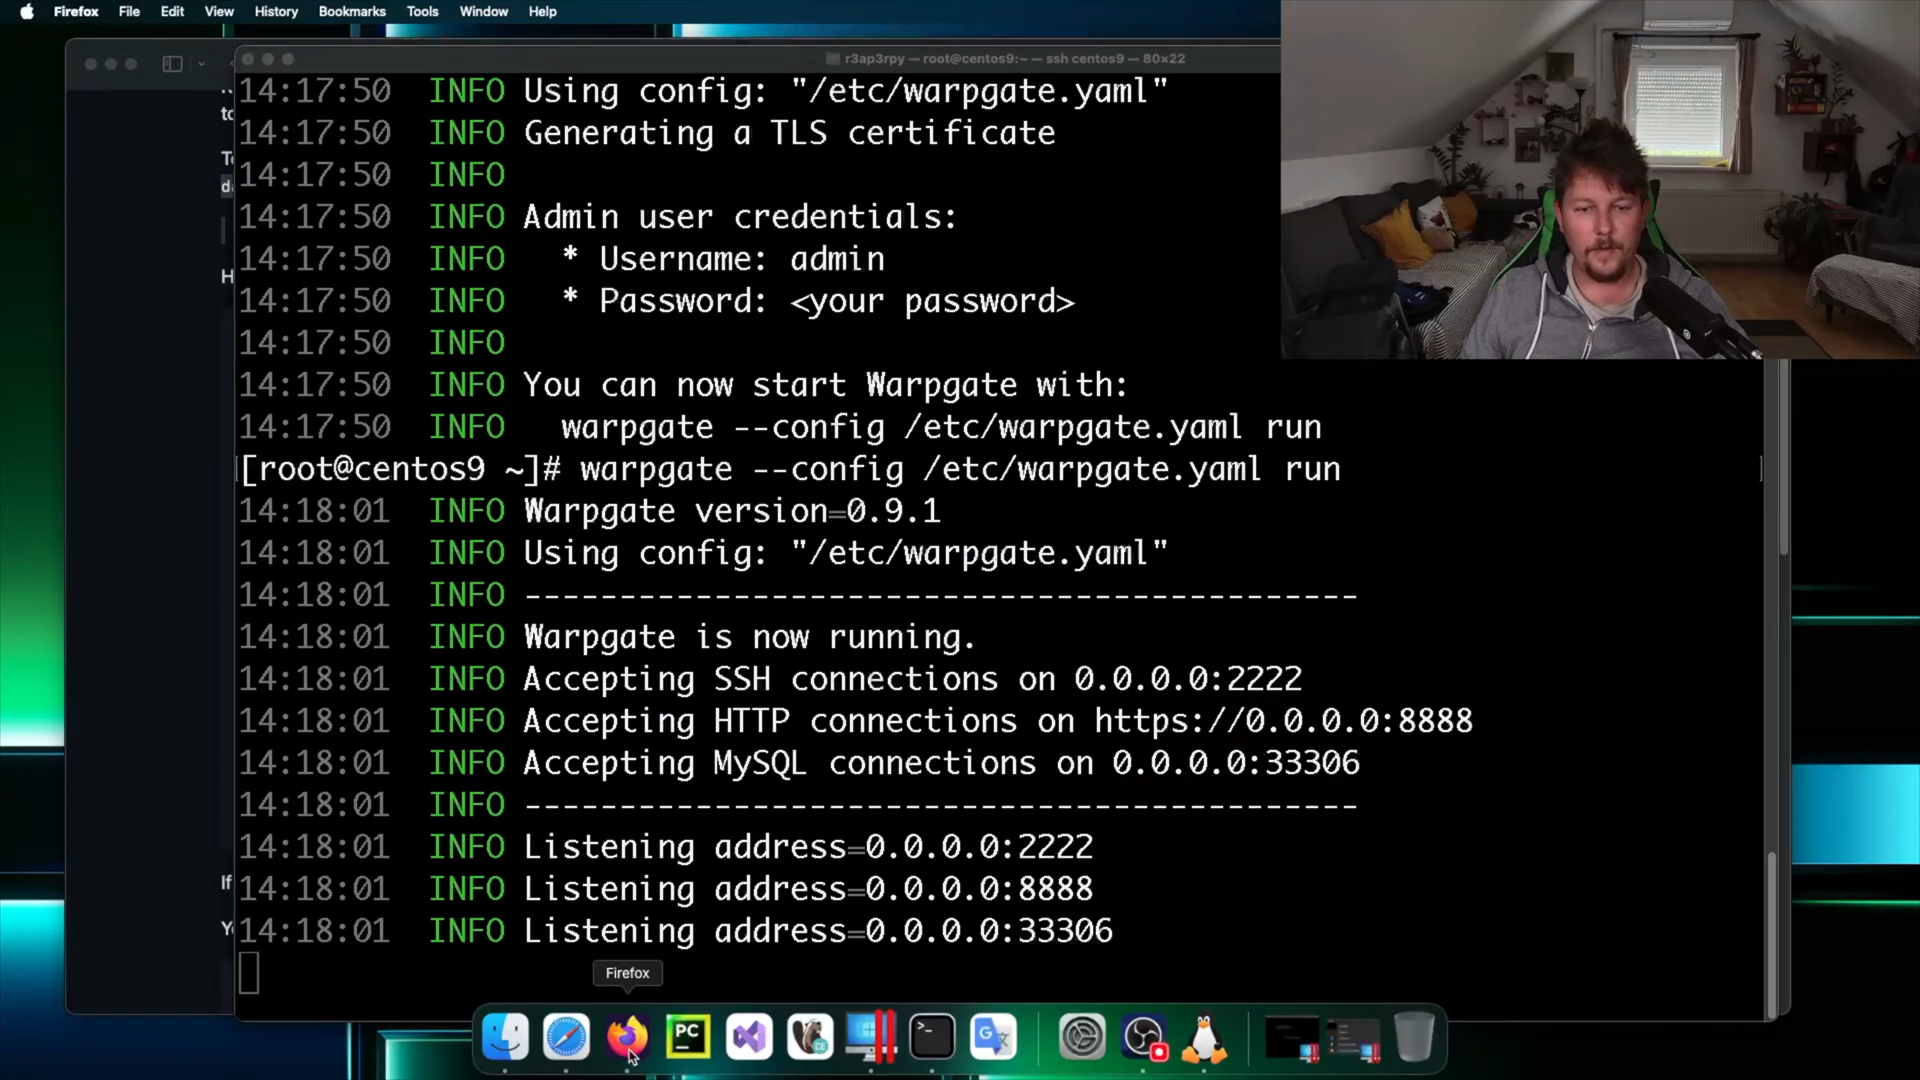 Firefox File Edit View History Bookmarks Tools Window Help
r3ap3rpy — root@centos9:~ — ssh centos9 — 80×22
14:17:50 INFO Using config: "/etc/warpgate.yaml"
14:17:50 INFO Generating a TLS certificate
14:17:50 INFO
14:17:50 INFO Admin user credentials:
14:17:50 INFO * Username: admin
14:17:50 INFO * Password: <your password>
14:17:50 INFO
14:17:50 INFO You can now start Warpgate with:
14:17:50 INFO warpgate --config /etc/warpgate.yaml run
[root@centos9 ~]# warpgate --config /etc/warpgate.yaml run
14:18:01 INFO Warpgate version=0.9.1
14:18:01 INFO Using config: "/etc/warpgate.yaml"
14:18:01 INFO --------------------------------------------
14:18:01 INFO Warpgate is now running.
14:18:01 INFO Accepting SSH connections on 0.0.0.0:2222
14:18:01 INFO Accepting HTTP connections on https://0.0.0.0:8888
14:18:01 INFO Accepting MySQL connections on 0.0.0.0:33306
14:18:01 INFO --------------------------------------------
14:18:01 INFO Listening address=0.0.0.0:2222
14:18:01 INFO Listening address=0.0.0.0:8888
14:18:01 INFO Listening address=0.0.0.0:33306
If
Firefox
PC
CE